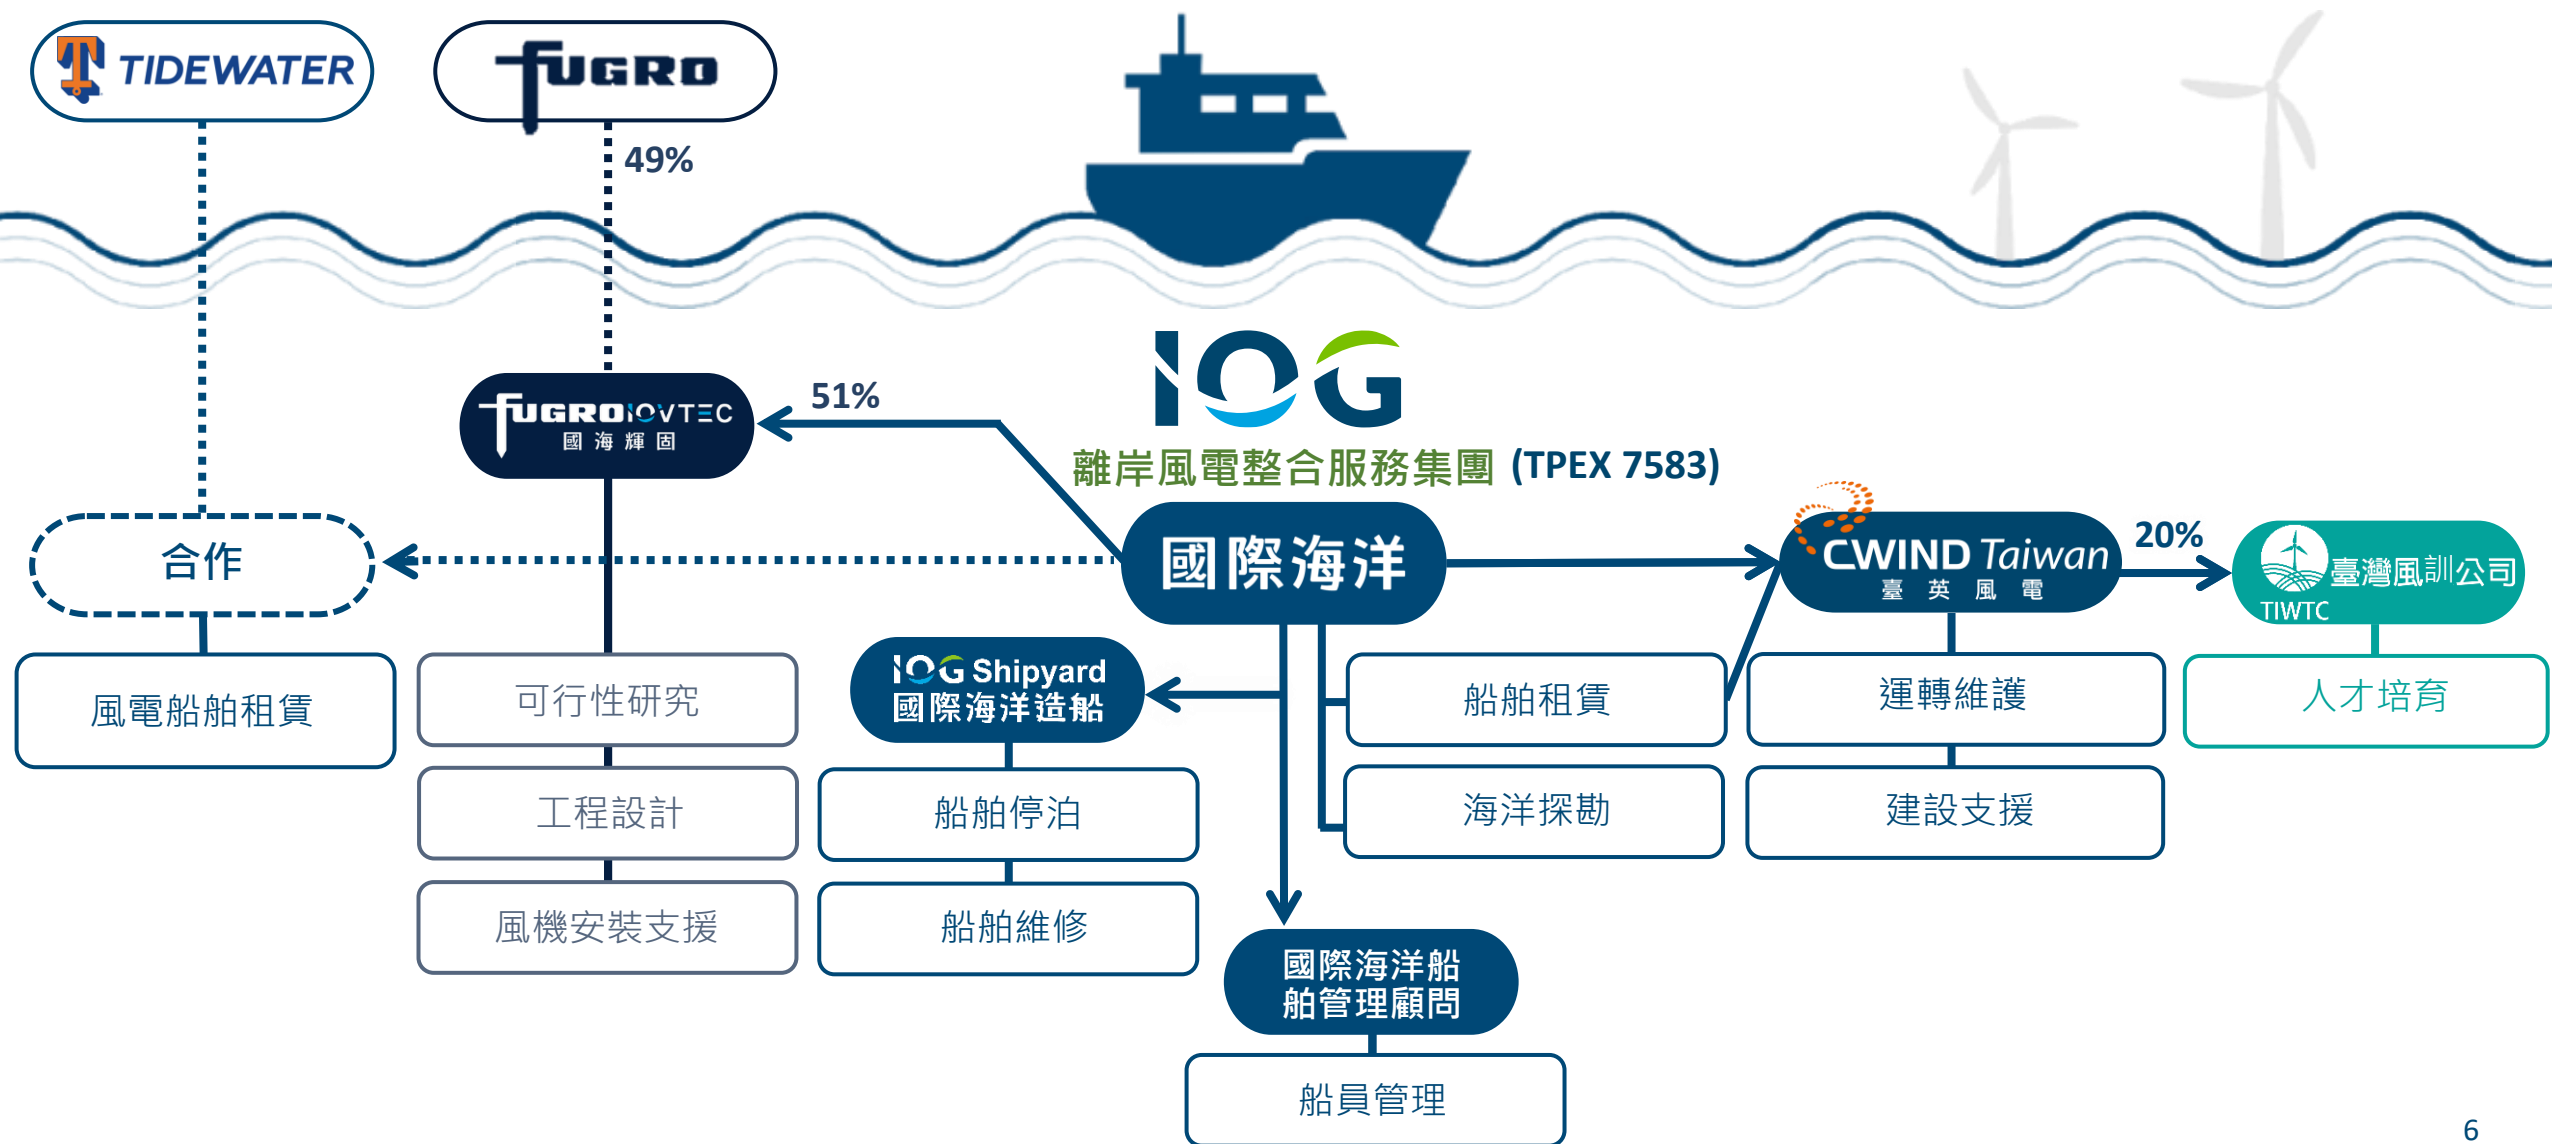 TIDEWATER
FUGRO
49%
IOG
離岸風電整合服務集團 (TPEX 7583)
FUGRO IOVTEC
國海輝固
51%
合作
國際海洋
CWIND Taiwan
臺英風電
20%
臺灣風訓公司
TIWTC
風電船舶租賃
可行性研究
工程設計
風機安裝支援
IOG Shipyard
國際海洋造船
船舶停泊
船舶維修
船舶租賃
海洋探勘
運轉維護
建設支援
人才培育
國際海洋船
舶管理顧問
船員管理
6